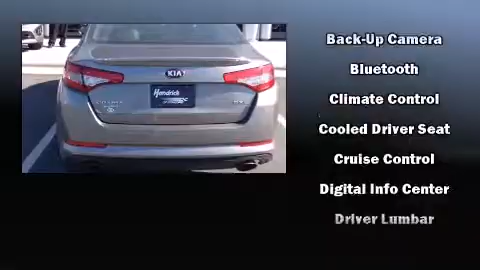 KIA
Hendrick
Back-Up Camera
Bluetooth
Climate Control
Cooled Driver Seat
Cruise Control
Digital Info Center
Driver Lumbar